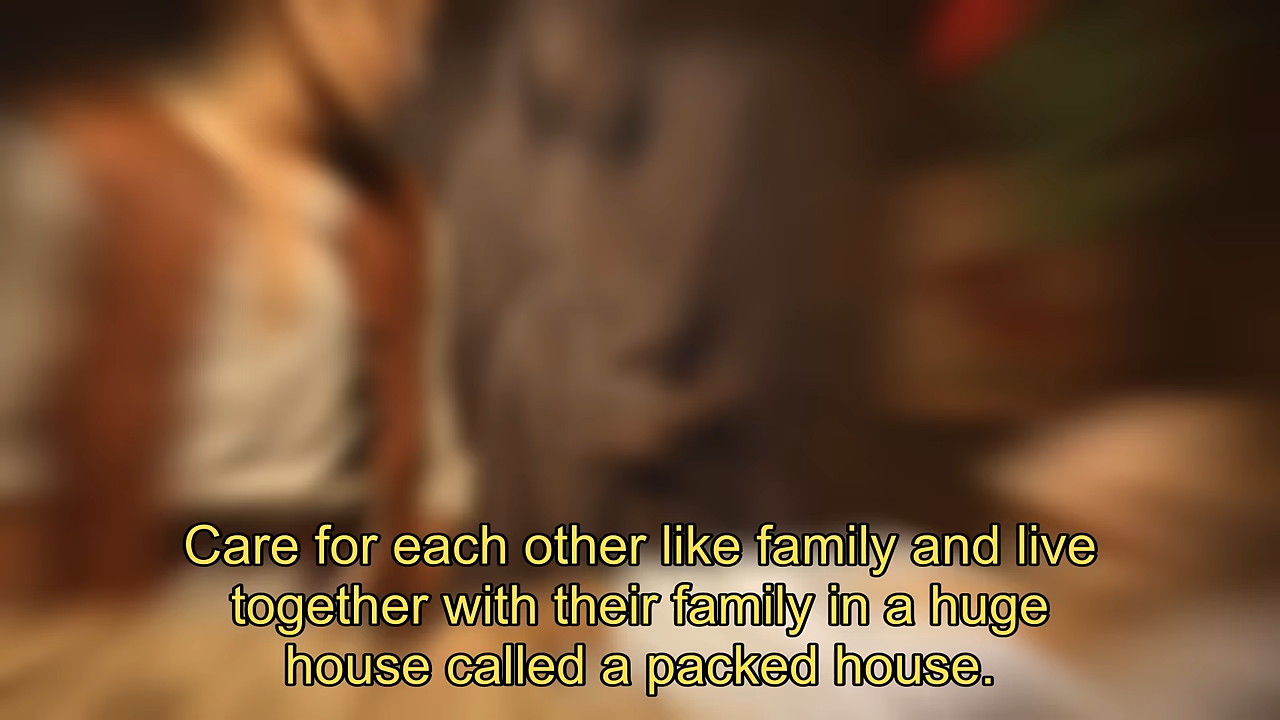 Care for each other like family and live
together with their family in a huge
house called a packed house.